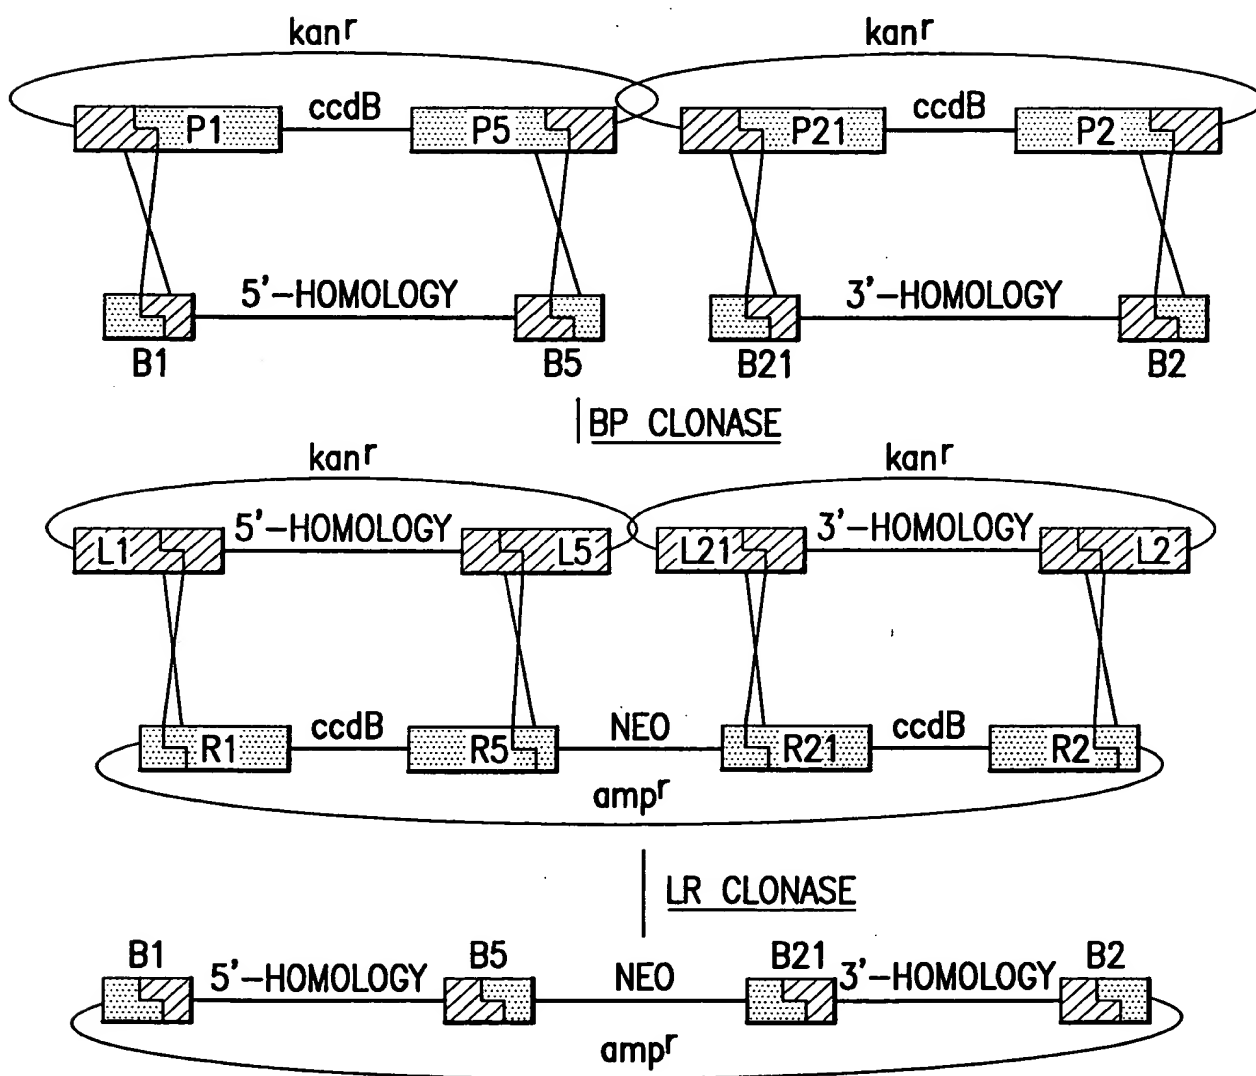 kanr kanr
P1 ccdB P5 P21 ccdB P2
5'-HOMOLOGY 3'-HOMOLOGY
B1 B5 B21 B2
BP CLONASE
kanr kanr
L1 5'-HOMOLOGY L5 L21 3'-HOMOLOGY L2
R1 ccdB R5 NEO R21 ccdB R2
ampr
LR CLONASE
B1 B5 B21 B2
5'-HOMOLOGY NEO 3'-HOMOLOGY
ampr